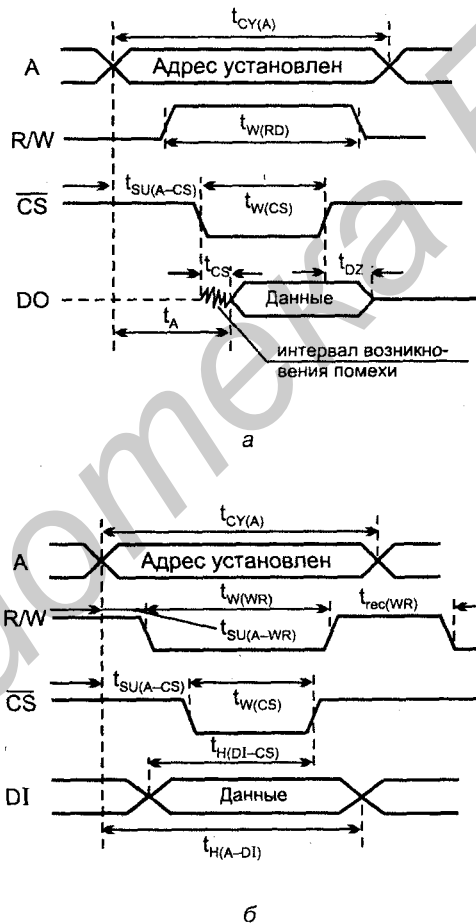 tCY(A)
A
Адрес установлен
R/W
tW(RD)
tSU(A–CS)
CS
tW(CS)
tCS
tDZ
DO
Данные
tA
интервал возникно-
вения помехи
а
tCY(A)
A
Адрес установлен
tW(WR)
trec(WR)
R/W
tSU(A–WR)
tSU(A–CS)
CS
tW(CS)
tH(DI–CS)
DI
Данные
tH(A–DI)
б